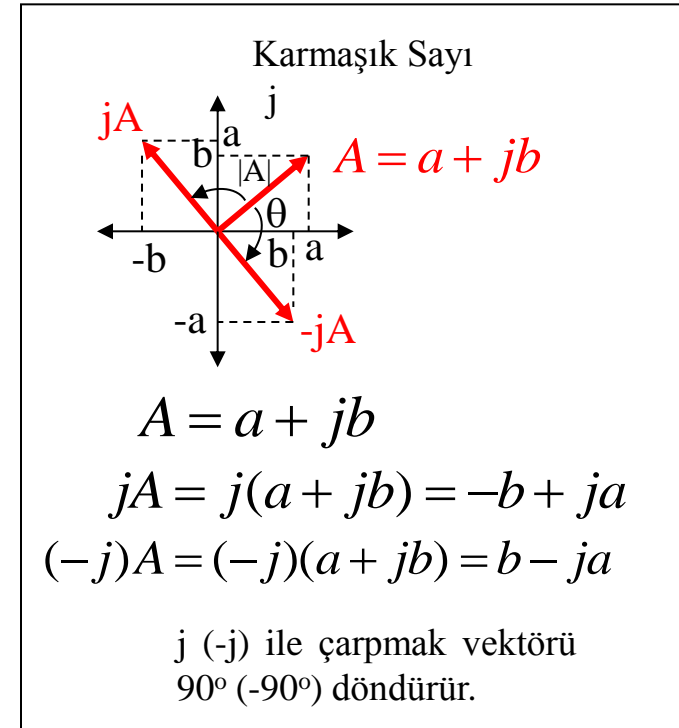 Karmaşık Sayı
j
jA
a
b
|A|
A = a + jb
θ
-b
b
a
-a
-jA
A = a + jb
jA = j(a + jb) = −b + ja
(−j)A = (−j)(a + jb) = b − ja
j (-j) ile çarpmak vektörü
90º (-90º) döndürür.